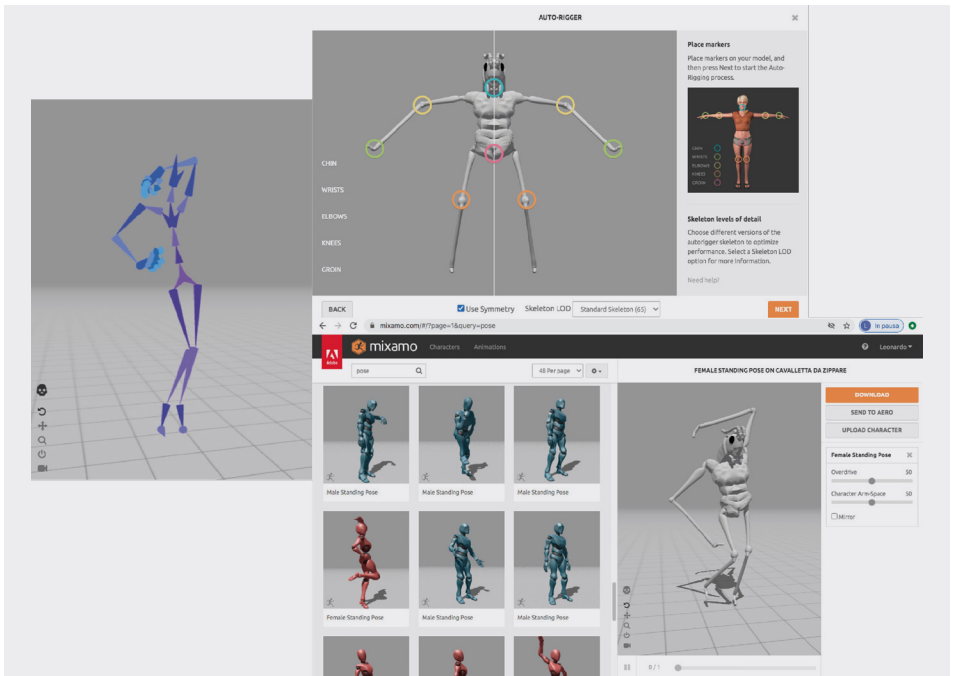 AUTO-RIGGER
Place markers
Place markers on your model, and
then press Next to start the Auto-
Rigging process.
CHIN
WRISTS
ELBOWS
KNEES
GROIN
CHIN
WRISTS
ELBOWS
KNEES
GROIN
Skeleton levels of detail
Choose different versions of the
autorigger skeleton to optimize
performance. Select a Skeleton LOD
option for more information.
Need help?
BACK
Use Symmetry
Skeleton LOD
Standard Skeleton (65)
NEXT
mixamo.com/#/?page=1&query=pose
L
In pausa
Adobe
mixamo
Characters
Animations
Leonardo
pose
48 Per page
FEMALE STANDING POSE ON CAVALLETTA DA ZIPPARE
DOWNLOAD
SEND TO AERO
UPLOAD CHARACTER
Female Standing Pose
Overdrive 50
Character Arm-Space 50
Mirror
Male Standing Pose
Male Standing Pose
Male Standing Pose
Female Standing Pose
Male Standing Pose
Male Standing Pose
0 / 1